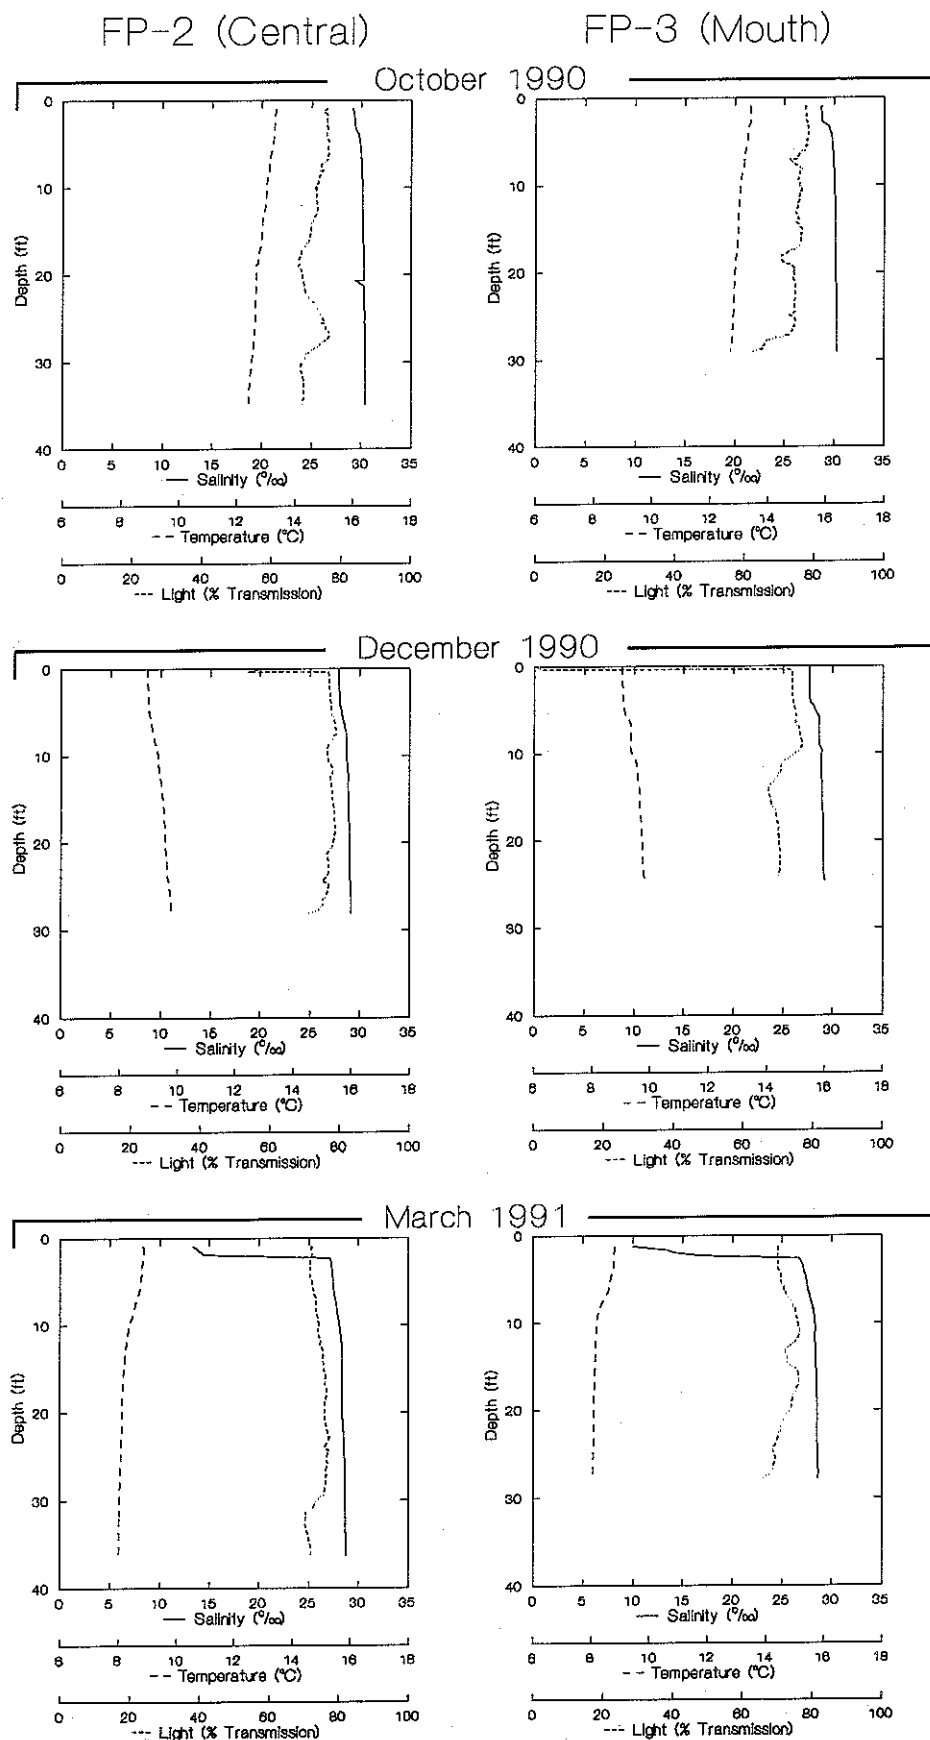 FP-2 (Central) FP-3 (Mouth)
October 1990
0 0
10 10
Depth (ft) Depth (ft)
20 20
30 30
40 40
0 5 10 15 20 25 30 35 0 5 10 15 20 25 30 35
— Salinity (‰) — Salinity (‰)
6 8 10 12 14 16 18 6 8 10 12 14 16 18
-- Temperature (°C) -- Temperature (°C)
0 20 40 60 80 100 0 20 40 60 80 100
--- Light (% Transmission) --- Light (% Transmission)
December 1990
0 0
10 10
Depth (ft) Depth (ft)
20 20
30 30
40 40
0 5 10 15 20 25 30 35 0 5 10 15 20 25 30 35
— Salinity (‰) — Salinity (‰)
6 8 10 12 14 16 18 6 8 10 12 14 16 18
-- Temperature (°C) -- Temperature (°C)
0 20 40 60 80 100 0 20 40 60 80 100
--- Light (% Transmission) --- Light (% Transmission)
March 1991
0 0
10 10
Depth (ft) Depth (ft)
20 20
30 30
40 40
0 5 10 15 20 25 30 35 0 5 10 15 20 25 30 35
— Salinity (‰) — Salinity (‰)
6 8 10 12 14 16 18 6 8 10 12 14 16 18
-- Temperature (°C) -- Temperature (°C)
0 20 40 60 80 100 0 20 40 60 80 100
--- Light (% Transmission) --- Light (% Transmission)